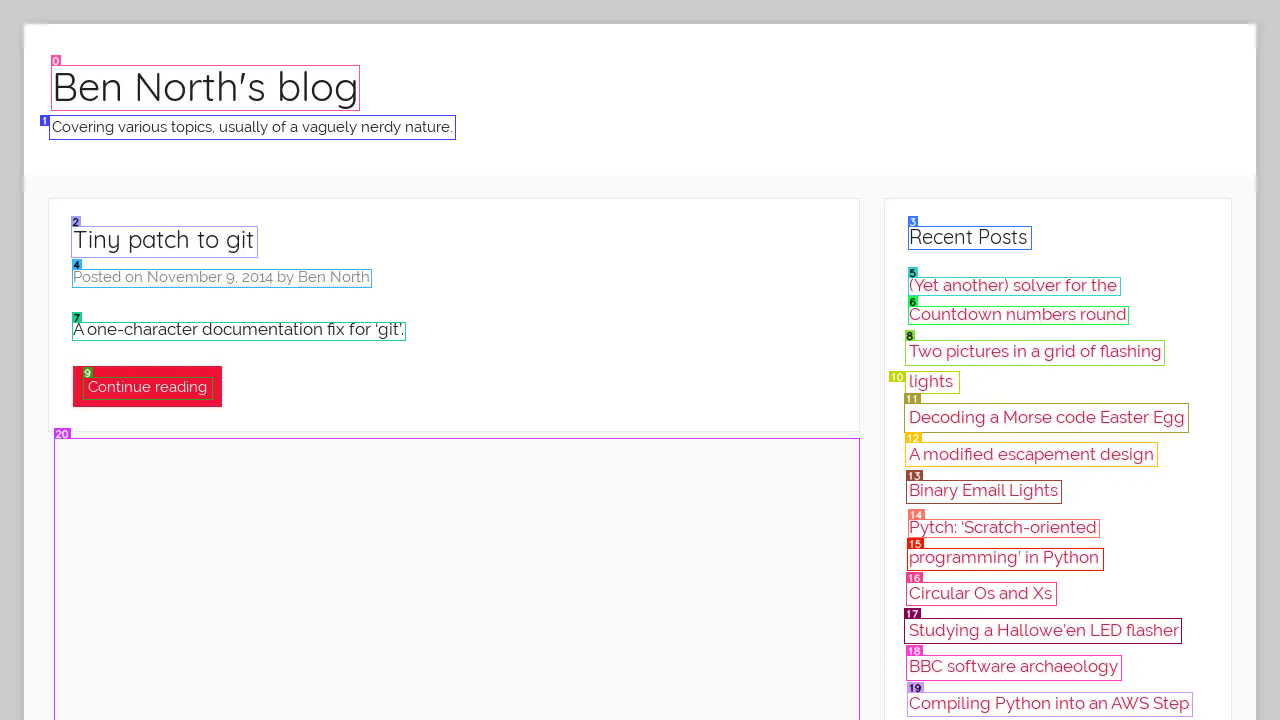 Ben North's blog
Covering various topics, usually of a vaguely nerdy nature.
Tiny patch to git
Posted on November 9, 2014 by Ben North
A one-character documentation fix for ‘git’.
Continue reading
Recent Posts
(Yet another) solver for the
Countdown numbers round
Two pictures in a grid of flashing
lights
Decoding a Morse code Easter Egg
A modified escapement design
Binary Email Lights
Pytch: ‘Scratch-oriented
programming’ in Python
Circular Os and Xs
Studying a Hallowe’en LED flasher
BBC software archaeology
Compiling Python into an AWS Step
0
1
2
3
4
5
6
7
8
9
10
11
12
13
14
15
16
17
18
19
20